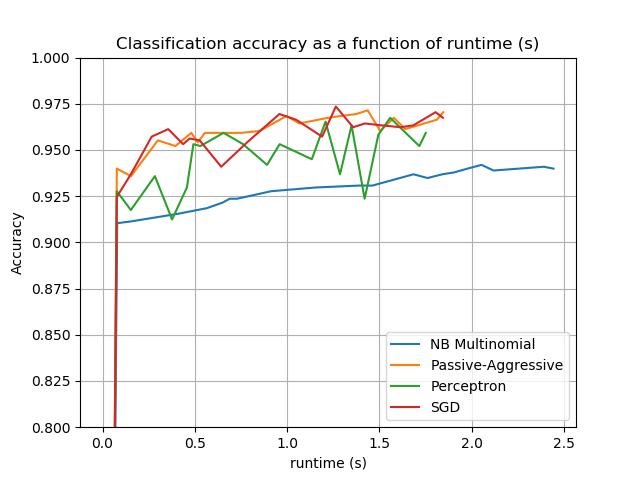 Classification accuracy as a function of runtime (s)
1.000
0.975
0.950
0.925
0.900
0.875
0.850
0.825
0.800
Accuracy
NB Multinomial
Passive-Aggressive
Perceptron
SGD
0.0 0.5 1.0 1.5 2.0 2.5
runtime (s)